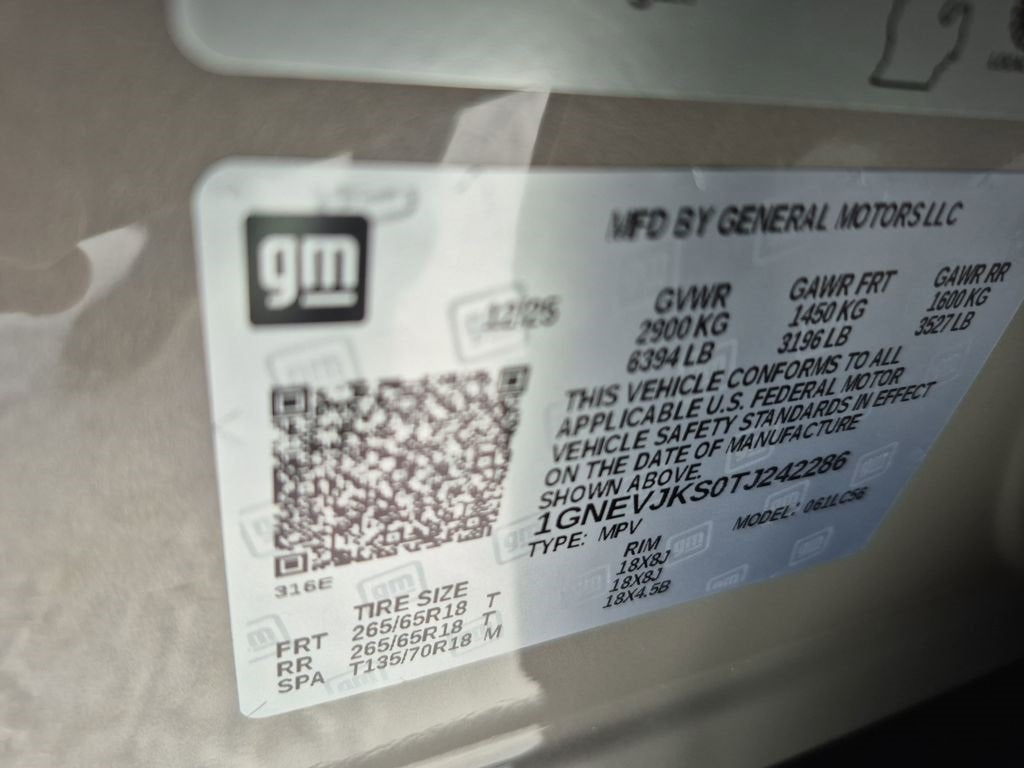 gm
MFD BY GENERAL MOTORS LLC
12/25
GVWR GAWR FRT GAWR RR
2900 KG 1450 KG 1600 KG
6394 LB 3196 LB 3527 LB
THIS VEHICLE CONFORMS TO ALL
APPLICABLE U.S. FEDERAL MOTOR
VEHICLE SAFETY STANDARDS IN EFFECT
ON THE DATE OF MANUFACTURE
SHOWN ABOVE.
1GNEVJKS0TJ242286
TYPE: MPV MODEL: 061LC56
316E
TIRE SIZE RIM
FRT 265/65R18 T 18X8J
RR 265/65R18 T 18X8J
SPA T135/70R18 M 18X4.5B